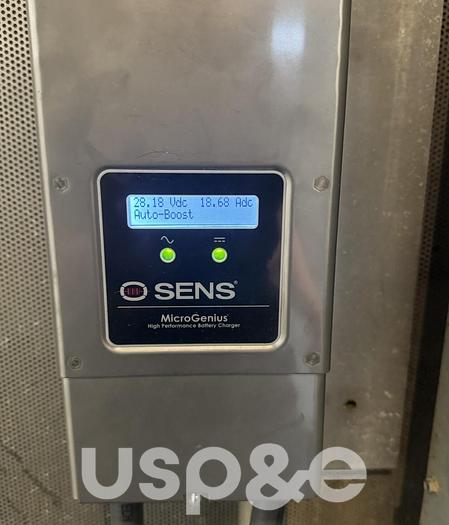 28.18 Vdc 18.68 Adc
Auto-Boost
SENS®
MicroGenius®
High Performance Battery Charger
usp&e